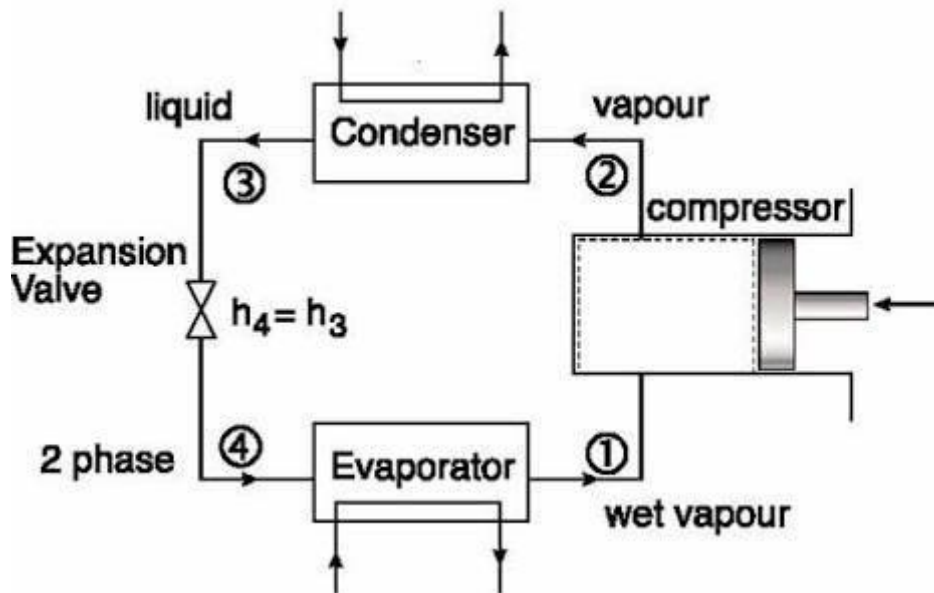 liquid
Condenser
vapour
③
②
compressor
Expansion
Valve
h₄ = h₃
2 phase
④
Evaporator
①
wet vapour